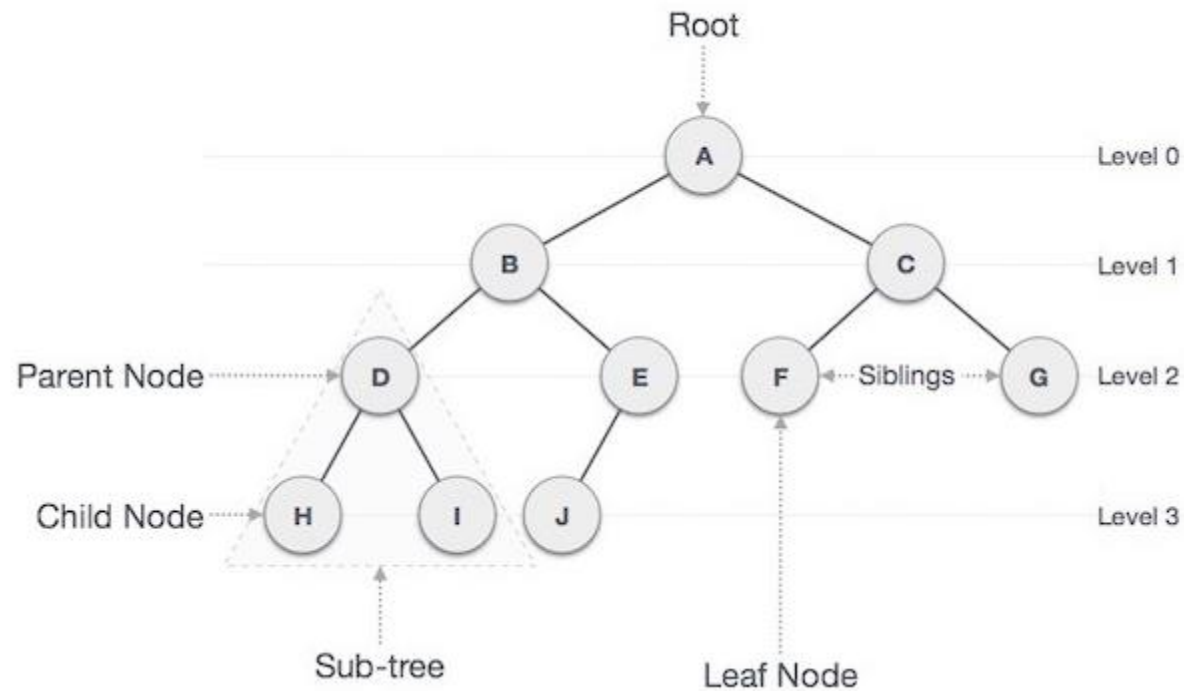 Root
A
Level 0
B
C
Level 1
Parent Node
D
E
F
Siblings
G
Level 2
Child Node
H
I
J
Level 3
Sub-tree
Leaf Node